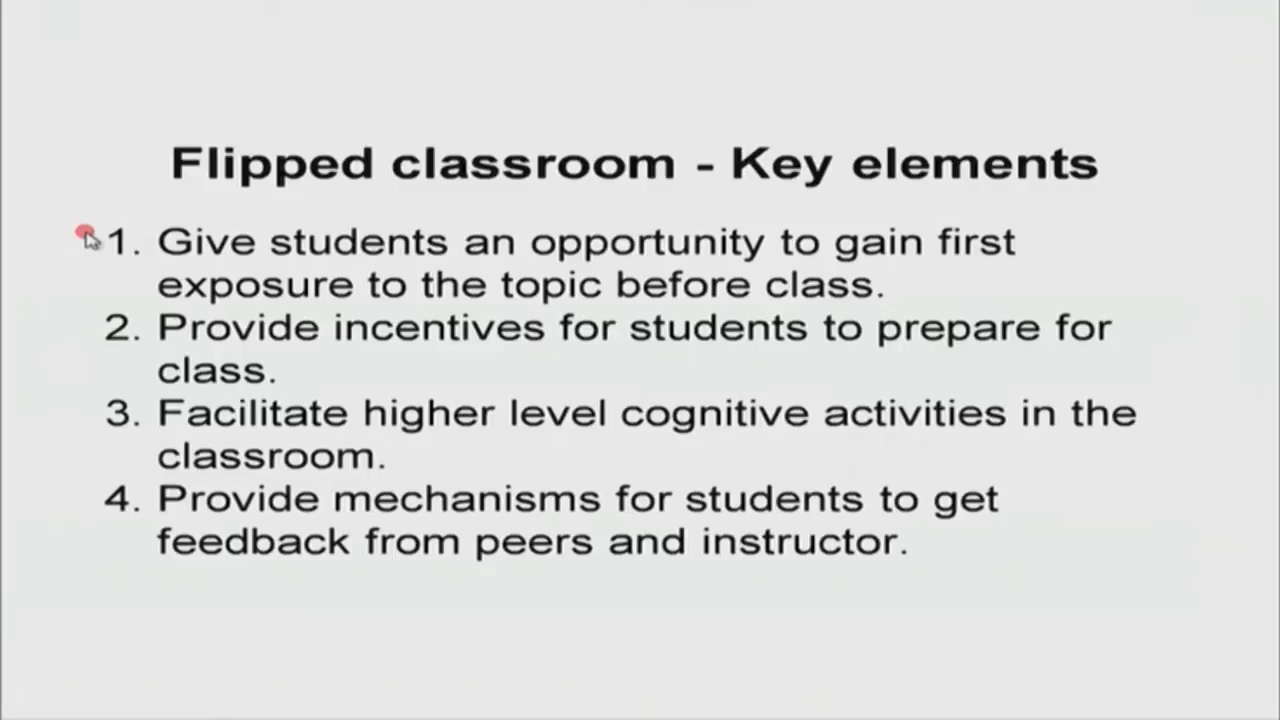 Flipped classroom - Key elements
1. Give students an opportunity to gain first
exposure to the topic before class.
2. Provide incentives for students to prepare for
class.
3. Facilitate higher level cognitive activities in the
classroom.
4. Provide mechanisms for students to get
feedback from peers and instructor.